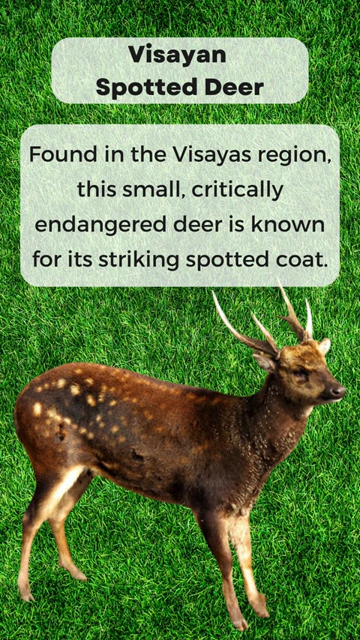 Visayan
Spotted Deer
Found in the Visayas region,
this small, critically
endangered deer is known
for its striking spotted coat.